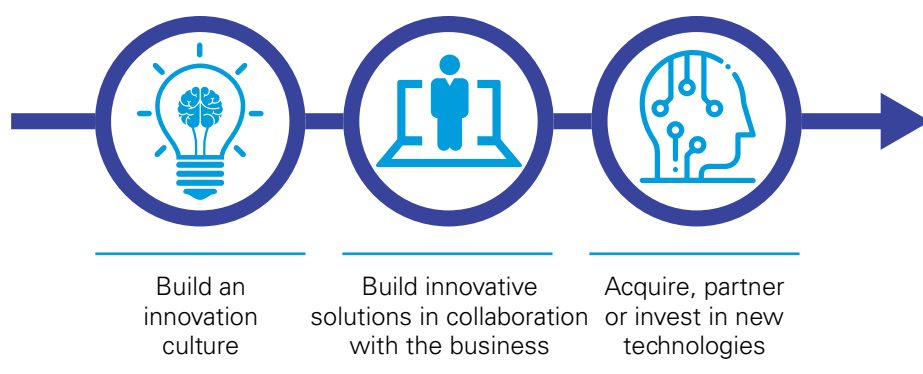 Build an
innovation
culture
Build innovative
solutions in collaboration
with the business
Acquire, partner
or invest in new
technologies